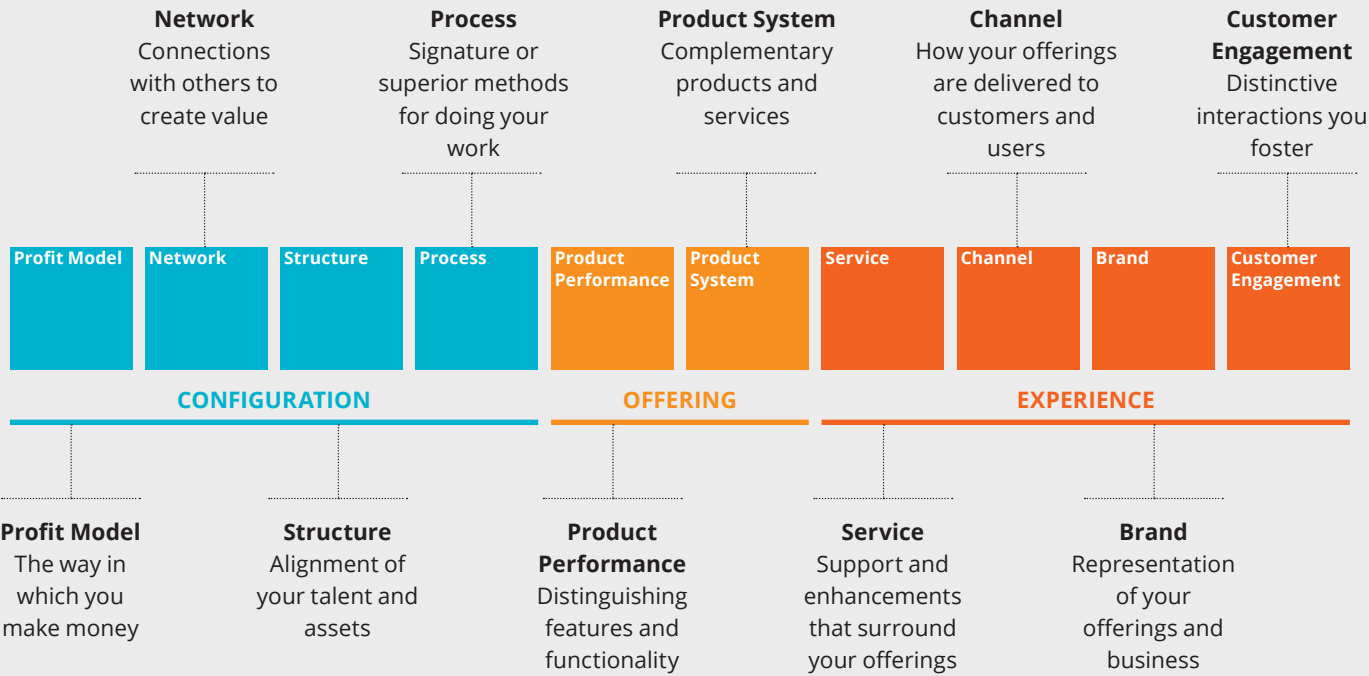 Network
Connections
with others to
create value
Process
Signature or
superior methods
for doing your
work
Product System
Complementary
products and
services
Channel
How your offerings
are delivered to
customers and
users
Customer
Engagement
Distinctive
interactions you
foster
Profit Model
Network
Structure
Process
Product
Performance
Product
System
Service
Channel
Brand
Customer
Engagement
CONFIGURATION
OFFERING
EXPERIENCE
Profit Model
The way in
which you
make money
Structure
Alignment of
your talent and
assets
Product
Performance
Distinguishing
features and
functionality
Service
Support and
enhancements
that surround
your offerings
Brand
Representation
of your
offerings and
business